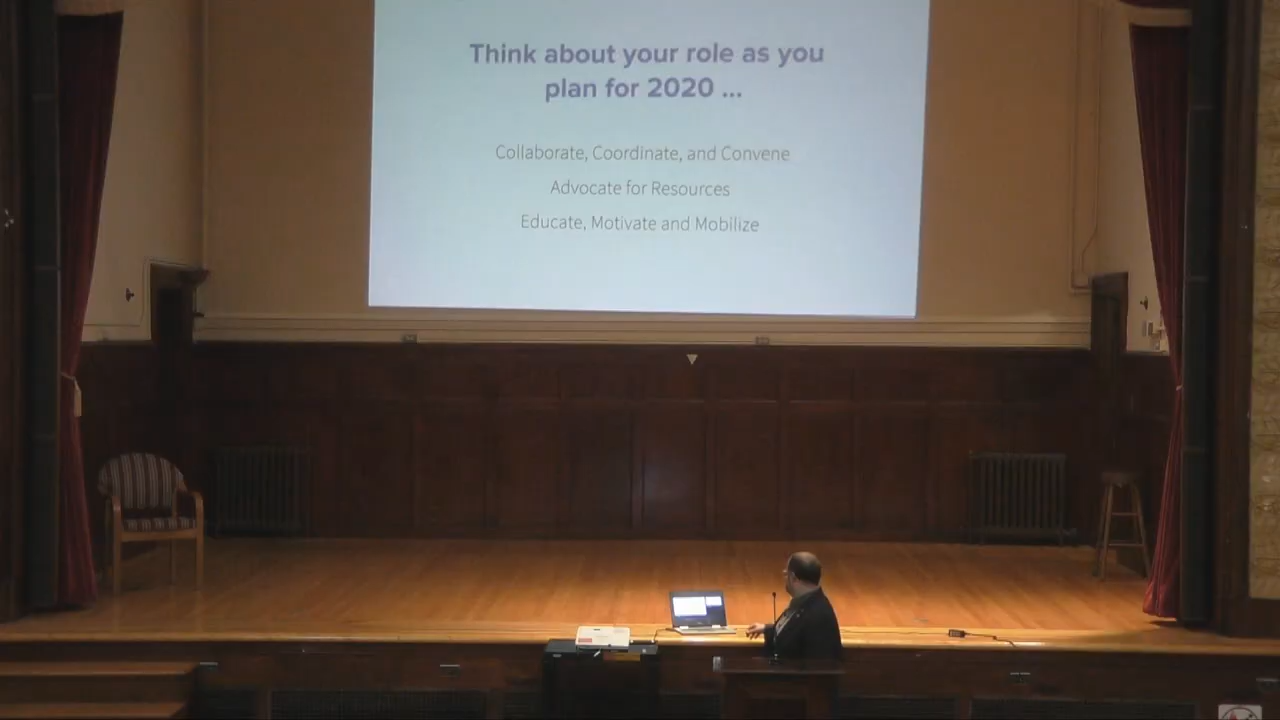 Think about your role as you
plan for 2020 ...
Collaborate, Coordinate, and Convene
Advocate for Resources
Educate, Motivate and Mobilize